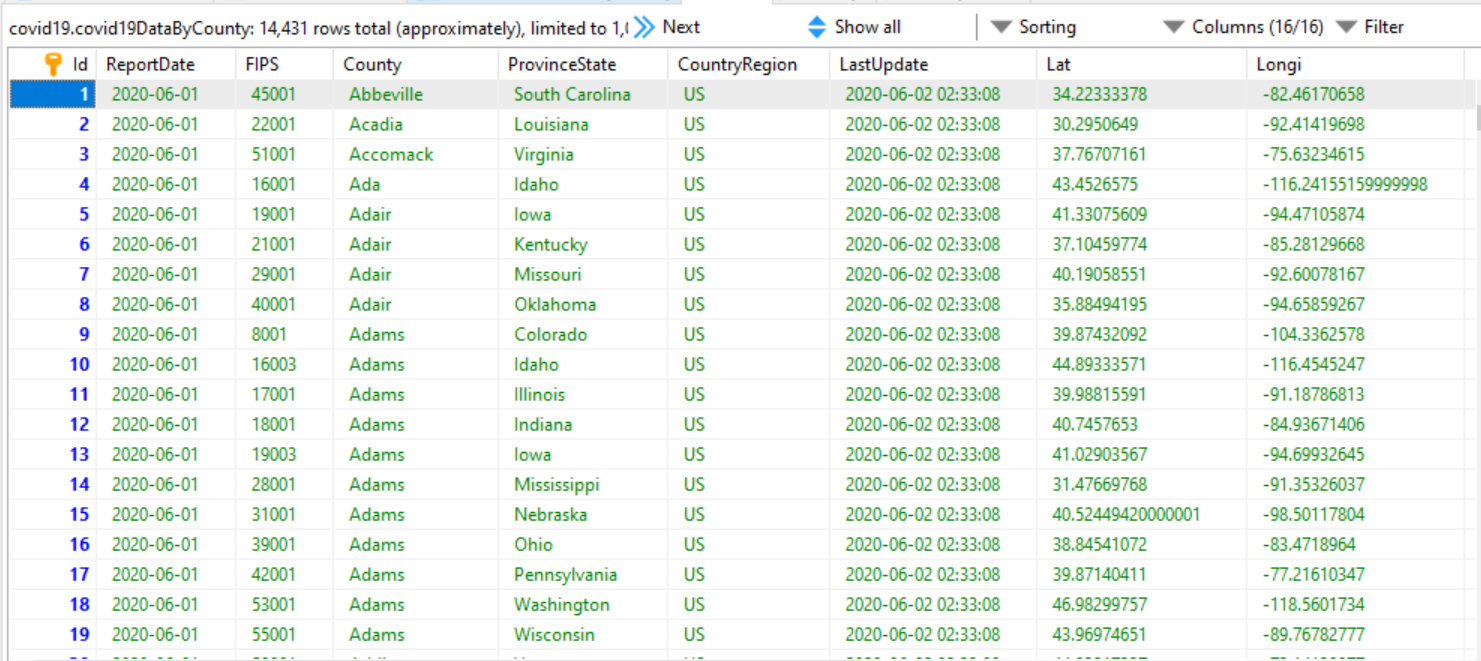 covid19.covid19DataByCounty: 14,431 rows total (approximately), limited to 1,0 Next Show all Sorting Columns (16/16) Filter
Id ReportDate FIPS County ProvinceState CountryRegion LastUpdate Lat Longi
1 2020-06-01 45001 Abbeville South Carolina US 2020-06-02 02:33:08 34.22333378 -82.46170658
2 2020-06-01 22001 Acadia Louisiana US 2020-06-02 02:33:08 30.2950649 -92.41419698
3 2020-06-01 51001 Accomack Virginia US 2020-06-02 02:33:08 37.76707161 -75.63234615
4 2020-06-01 16001 Ada Idaho US 2020-06-02 02:33:08 43.4526575 -116.24155159999998
5 2020-06-01 19001 Adair Iowa US 2020-06-02 02:33:08 41.33075609 -94.47105874
6 2020-06-01 21001 Adair Kentucky US 2020-06-02 02:33:08 37.10459774 -85.28129668
7 2020-06-01 29001 Adair Missouri US 2020-06-02 02:33:08 40.19058551 -92.60078167
8 2020-06-01 40001 Adair Oklahoma US 2020-06-02 02:33:08 35.88494195 -94.65859267
9 2020-06-01 8001 Adams Colorado US 2020-06-02 02:33:08 39.87432092 -104.3362578
10 2020-06-01 16003 Adams Idaho US 2020-06-02 02:33:08 44.89333571 -116.4545247
11 2020-06-01 17001 Adams Illinois US 2020-06-02 02:33:08 39.98815591 -91.18786813
12 2020-06-01 18001 Adams Indiana US 2020-06-02 02:33:08 40.7457653 -84.93671406
13 2020-06-01 19003 Adams Iowa US 2020-06-02 02:33:08 41.02903567 -94.69932645
14 2020-06-01 28001 Adams Mississippi US 2020-06-02 02:33:08 31.47669768 -91.35326037
15 2020-06-01 31001 Adams Nebraska US 2020-06-02 02:33:08 40.52449420000001 -98.50117804
16 2020-06-01 39001 Adams Ohio US 2020-06-02 02:33:08 38.84541072 -83.4718964
17 2020-06-01 42001 Adams Pennsylvania US 2020-06-02 02:33:08 39.87140411 -77.21610347
18 2020-06-01 53001 Adams Washington US 2020-06-02 02:33:08 46.98299757 -118.5601734
19 2020-06-01 55001 Adams Wisconsin US 2020-06-02 02:33:08 43.96974651 -89.76782777